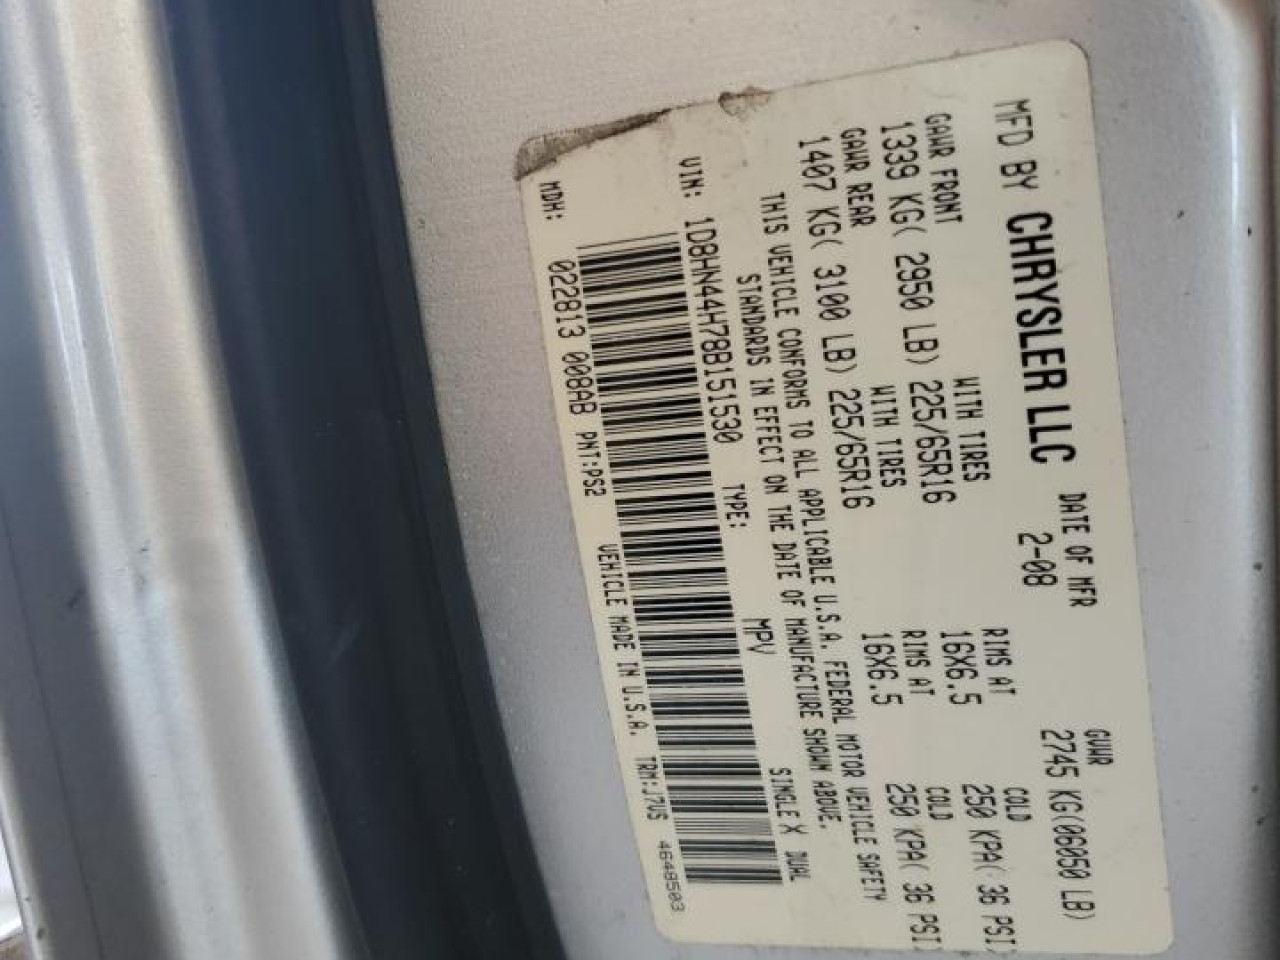 MFD BY CHRYSLER LLC DATE OF MFR 2-08 GVWR 2745 KG(06050 LB)
GAWR FRONT WITH TIRES RIMS AT COLD
1339 KG( 2950 LB) 225/65R16 16X6.5 250 KPA( 36 PSI)
GAWR REAR WITH TIRES RIMS AT COLD
1407 KG( 3100 LB) 225/65R16 16X6.5 250 KPA( 36 PSI)
THIS VEHICLE CONFORMS TO ALL APPLICABLE U.S.A. FEDERAL MOTOR VEHICLE SAFETY
STANDARDS IN EFFECT ON THE DATE OF MANUFACTURE SHOWN ABOVE.
VIN: 1D8HN44H78B151530 TYPE: MPV SINGLE X DUAL
MDH: 022813 008AB PNT:PS2 VEHICLE MADE IN U.S.A. TRM:J7US 4648503